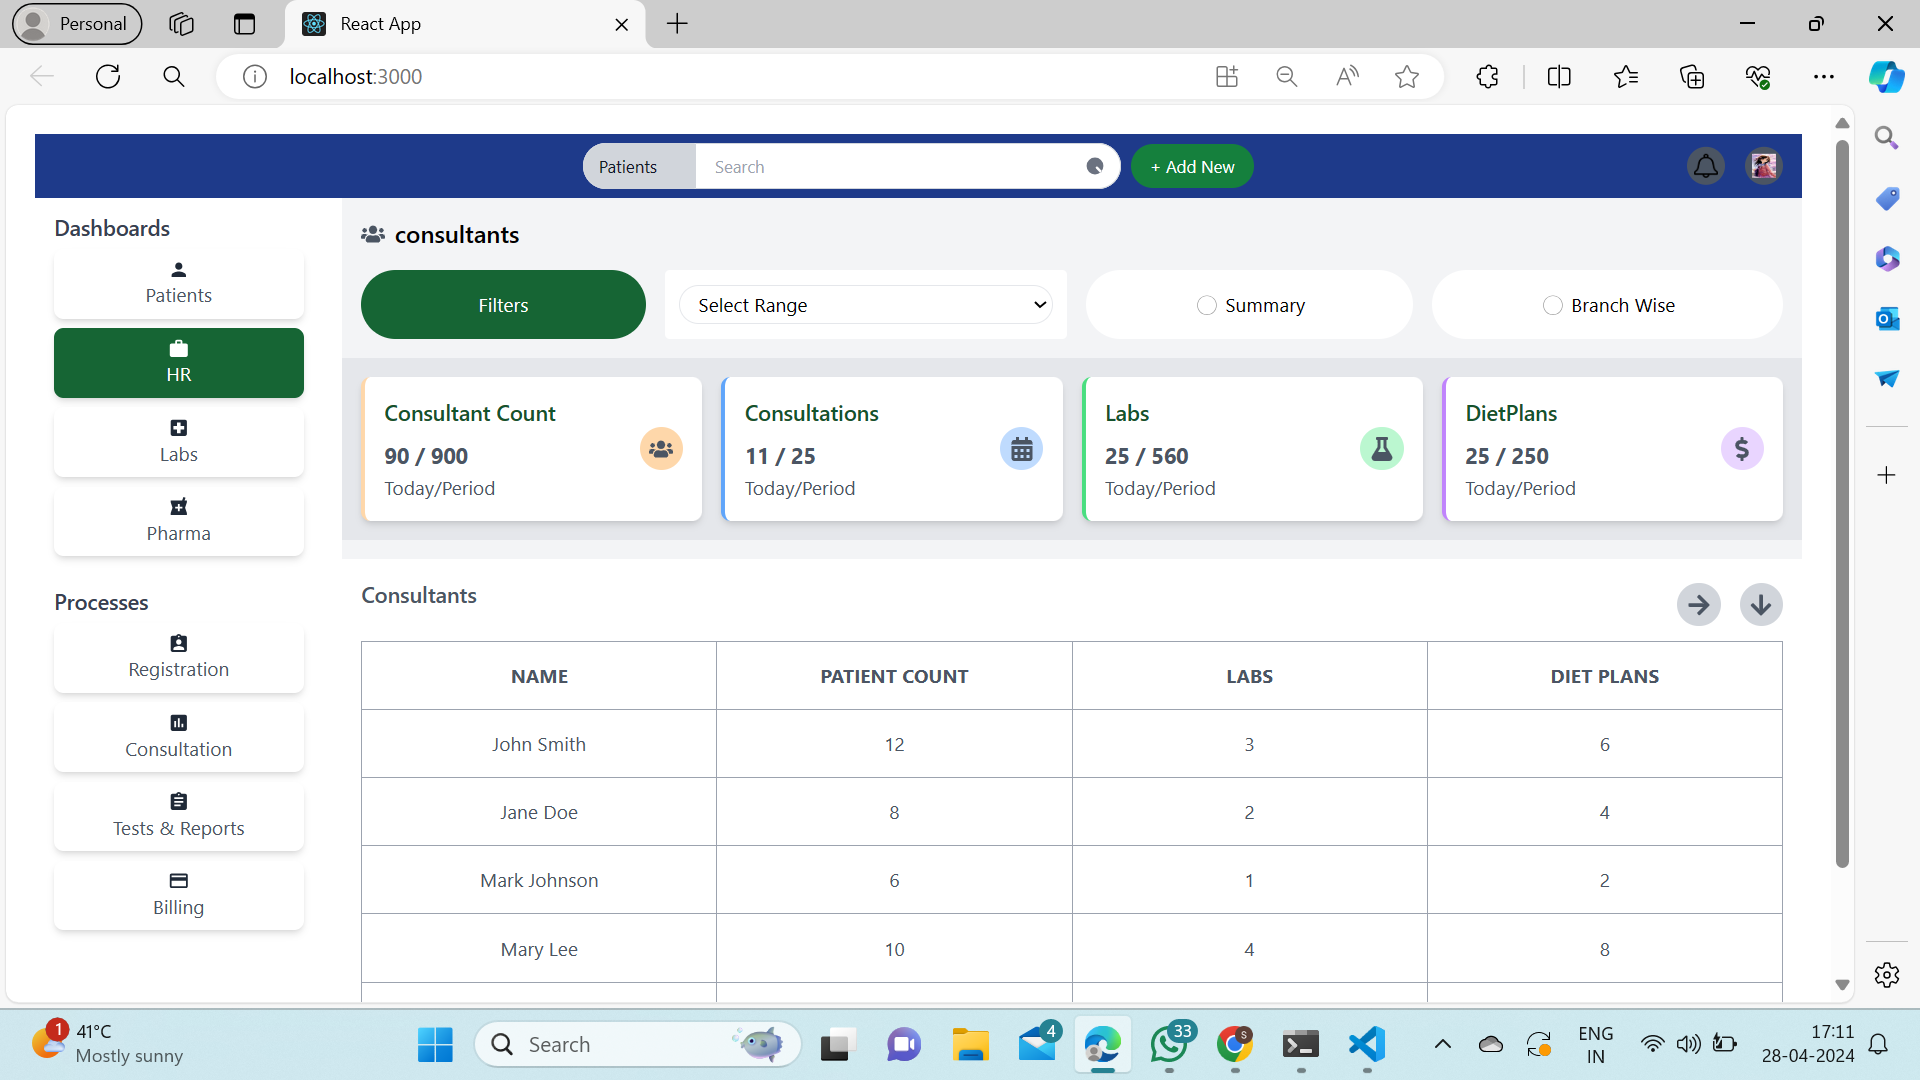 Personal
React App
localhost:3000
Patients
Search
+ Add New
Dashboards
Patients
HR
Labs
Pharma
Processes
Registration
Consultation
Tests & Reports
Billing
consultants
Filters
Select Range
Summary
Branch Wise
Consultant Count
90 / 900
Today/Period
Consultations
11 / 25
Today/Period
Labs
25 / 560
Today/Period
DietPlans
25 / 250
Today/Period
Consultants
NAME PATIENT COUNT LABS DIET PLANS
John Smith 12 3 6
Jane Doe 8 2 4
Mark Johnson 6 1 2
Mary Lee 10 4 8
1
41°C
Mostly sunny
Search
4
33
S
ENG
IN
17:11
28-04-2024